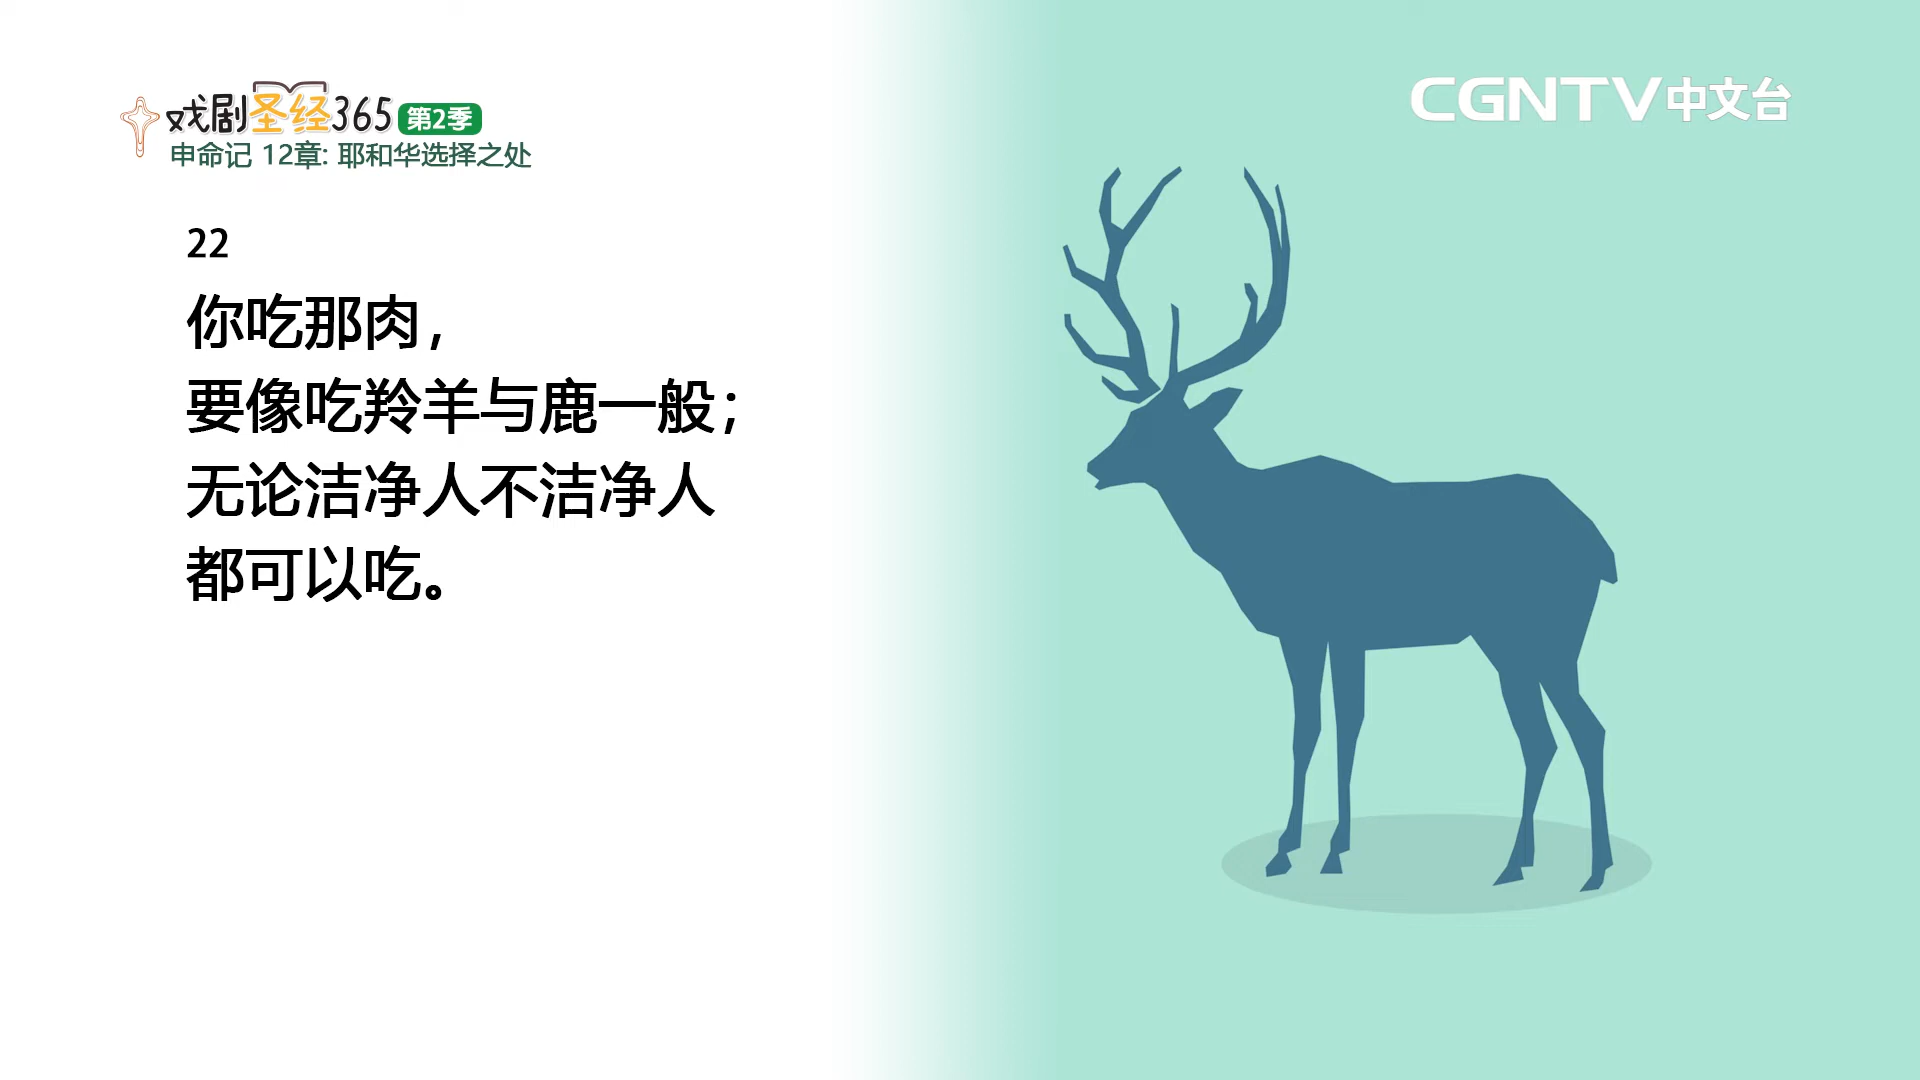 戏剧圣经365 第2季
申命记 12章: 耶和华选择之处
CGNTV中文台
22
你吃那肉，
要像吃羚羊与鹿一般；
无论洁净人不洁净人
都可以吃。